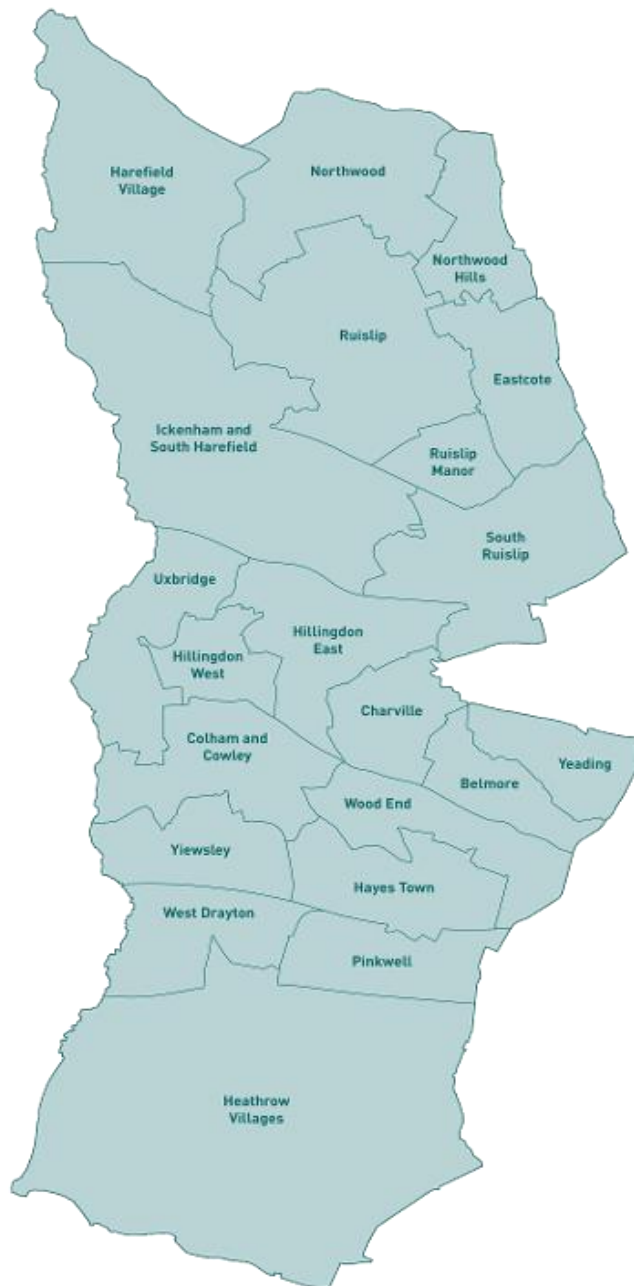 Harefield
Village
Northwood
Northwood
Hills
Ruislip
Eastcote
Ickenham and
South Harefield
Ruislip
Manor
South
Ruislip
Uxbridge
Hillingdon
East
Hillingdon
West
Charville
Colham and
Cowley
Yeading
Belmore
Wood End
Yiewsley
Hayes Town
West Drayton
Pinkwell
Heathrow
Villages